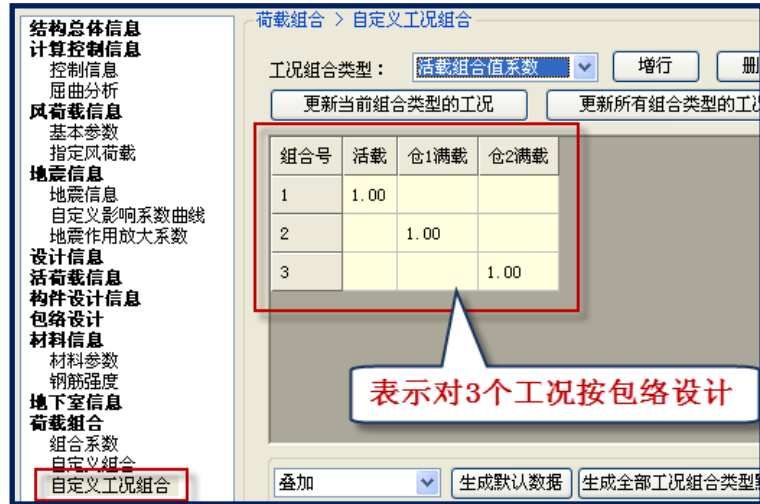 结构总体信息
计算控制信息
控制信息
屈曲分析
风荷载信息
基本参数
指定风荷载
地震信息
地震信息
自定义影响系数曲线
地震作用放大系数
设计信息
活荷载信息
构件设计信息
包络设计
材料信息
材料参数
钢筋强度
地下室信息
荷载组合
组合系数
自定义组合
自定义工况组合
荷载组合 > 自定义工况组合
工况组合类型： 活载组合值系数 增行 删
更新当前组合类型的工况 更新所有组合类型的工况
组合号 活载 仓1满载 仓2满载
1 1.00
2 1.00
3 1.00
表示对3个工况按包络设计
叠加 生成默认数据 生成全部工况组合类型